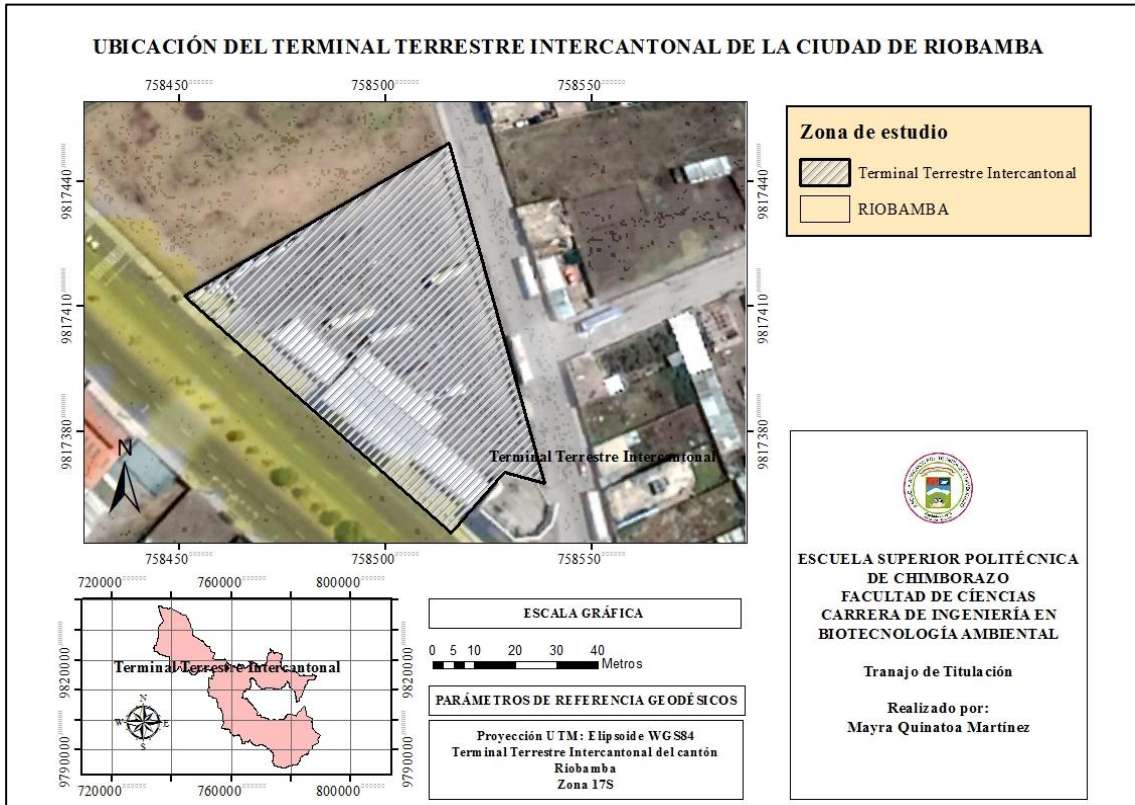 UBICACIÓN DEL TERMINAL TERRESTRE INTERCANTONAL DE LA CIUDAD DE RIOBAMBA
758450
758500
758550
9817440
9817410
9817380
9817440
9817410
9817380
Terminal Terrestre Intercantonal
N
758450
758500
758550
Zona de estudio
Terminal Terrestre Intercantonal
RIOBAMBA
720000
760000
800000
9820000
9790000
9820000
9790000
Terminal Terrestre Intercantonal
N
W
E
S
720000
760000
800000
ESCALA GRÁFICA
0 5 10 20 30 40
Metros
PARÁMETROS DE REFERENCIA GEODÉSICOS
Proyección UTM: Elipsoide WGS84
Terminal Terrestre Intercantonal del cantón
Riobamba
Zona 17S
ESCUELA SUPERIOR POLITÉCNICA
DE CHIMBORAZO
FACULTAD DE CÍENCIAS
CARRERA DE INGENIERÍA EN
BIOTECNOLOGÍA AMBIENTAL
Tranajo de Titulación
Realizado por:
Mayra Quinatoa Martínez